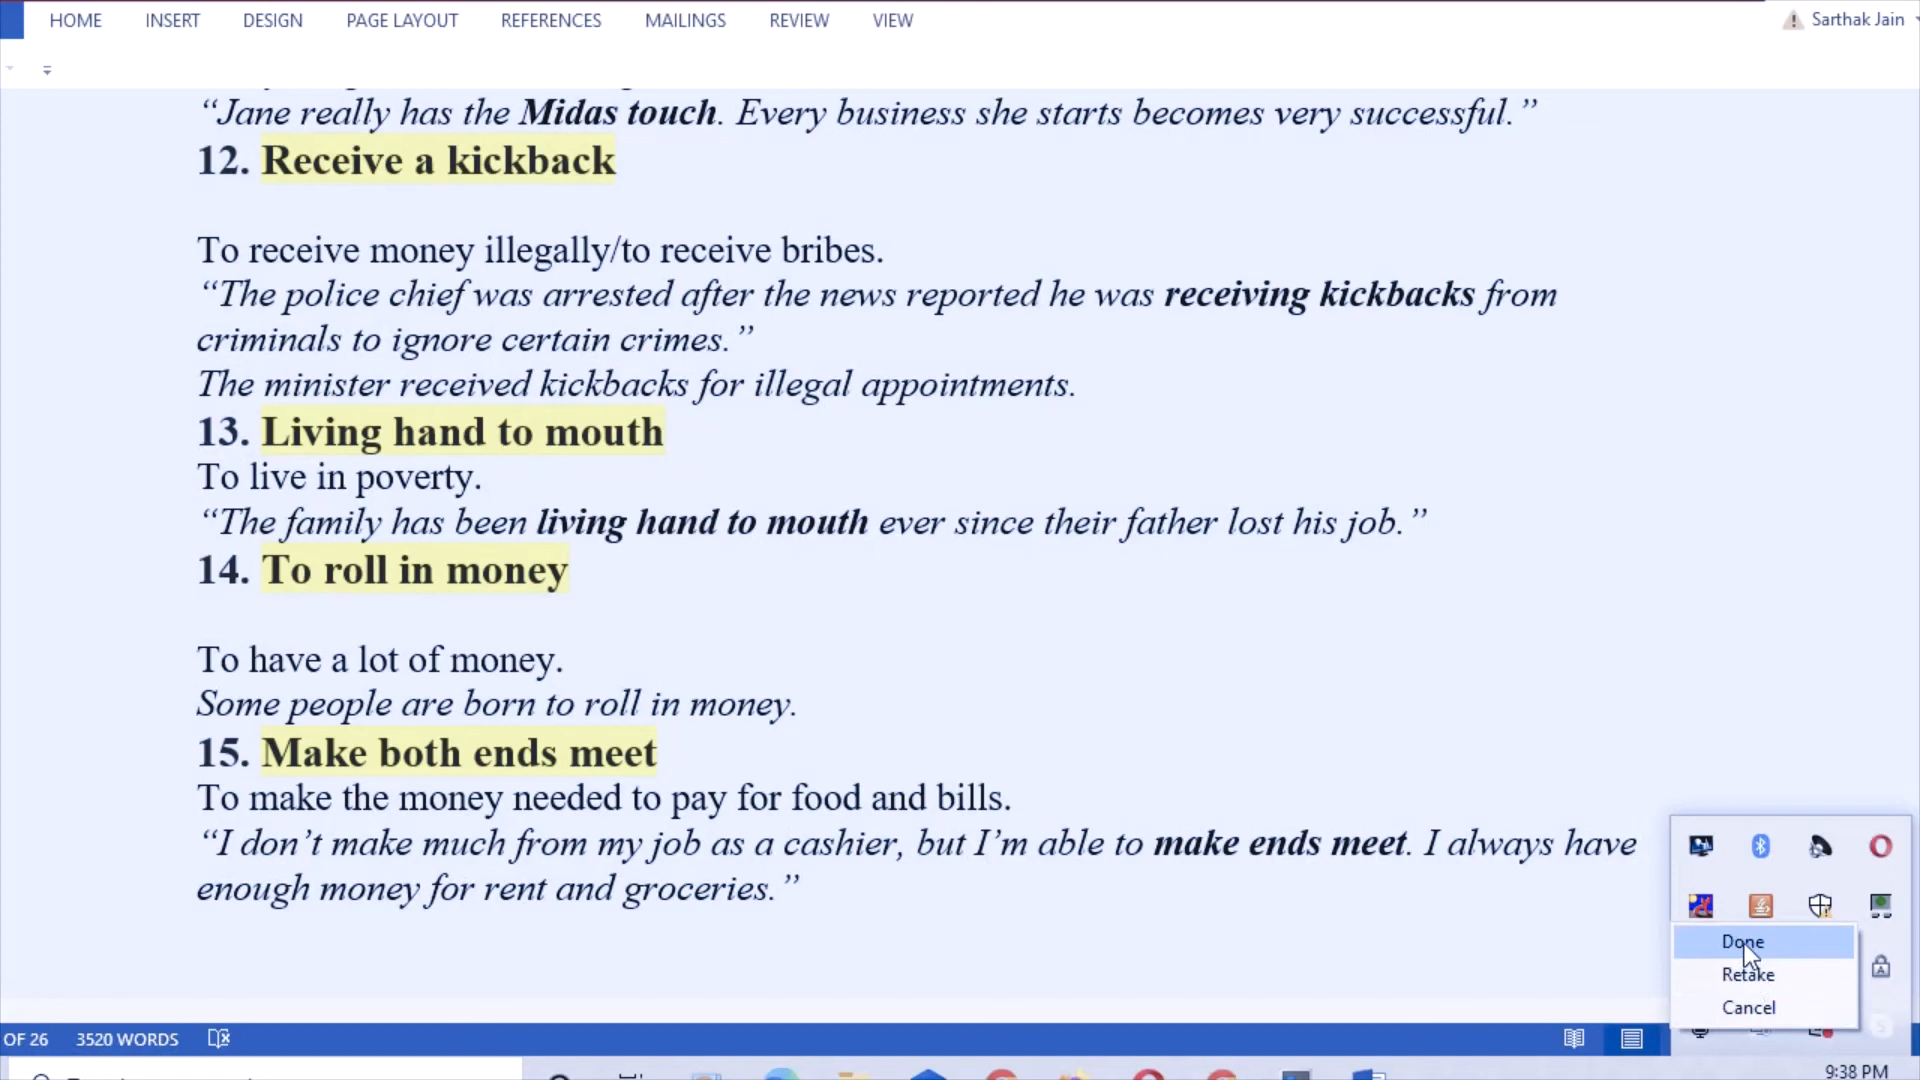 HOME INSERT DESIGN PAGE LAYOUT REFERENCES MAILINGS REVIEW VIEW Sarthak Jain
“Jane really has the Midas touch. Every business she starts becomes very successful.”
12. Receive a kickback
To receive money illegally/to receive bribes.
“The police chief was arrested after the news reported he was receiving kickbacks from
criminals to ignore certain crimes.”
The minister received kickbacks for illegal appointments.
13. Living hand to mouth
To live in poverty.
“The family has been living hand to mouth ever since their father lost his job.”
14. To roll in money
To have a lot of money.
Some people are born to roll in money.
15. Make both ends meet
To make the money needed to pay for food and bills.
“I don’t make much from my job as a cashier, but I’m able to make ends meet. I always have
enough money for rent and groceries.”
Done
Retake
Cancel
OF 26 3520 WORDS
9:38 PM